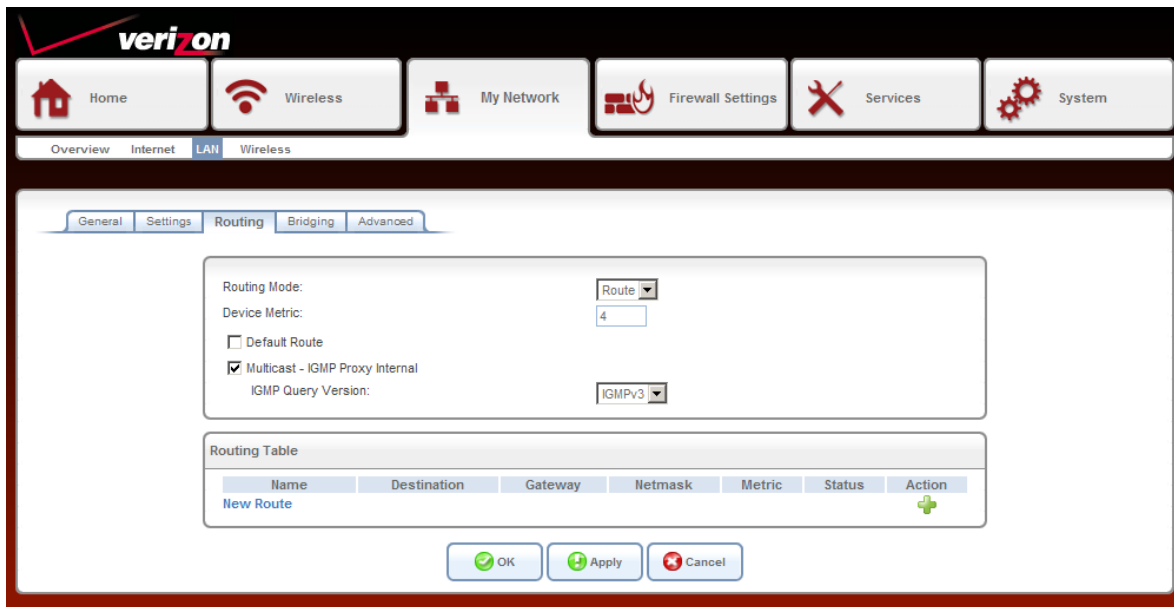 verizon
Home Wireless My Network Firewall Settings Services System
Overview Internet LAN Wireless
General Settings Routing Bridging Advanced
Routing Mode: Route
Device Metric: 4
Default Route
Multicast - IGMP Proxy Internal
IGMP Query Version: IGMPv3
Routing Table
Name Destination Gateway Netmask Metric Status Action
New Route
OK Apply Cancel